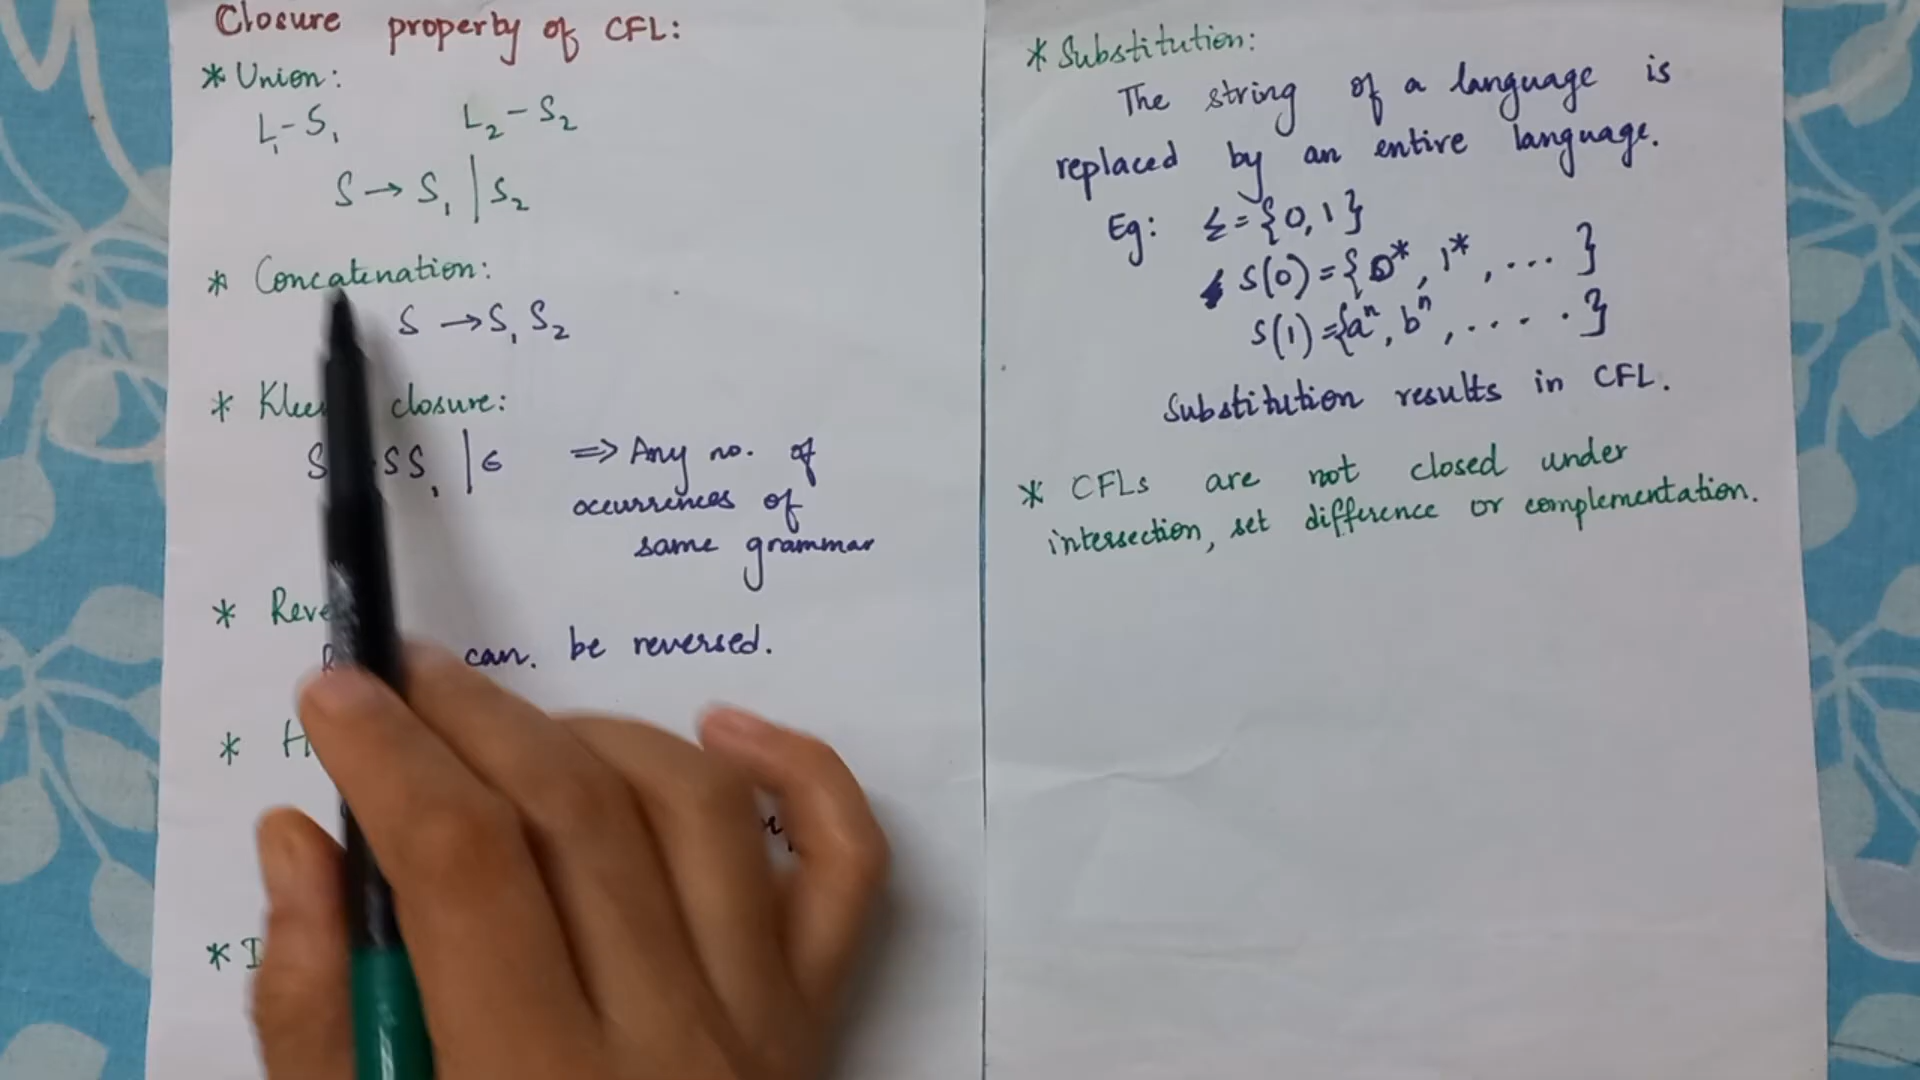 Closure property of CFL:
* Union:
L₁ - S₁ L₂ - S₂
S → S₁ | S₂
* Concatenation:
S → S₁ S₂
* closure:
S SS₁ | ϵ ⇒ Any no. of
ocurrences of
same grammar
*
can. be reversed.
* H
* I
* Substitution:
The string of a language is
replaced by an entire language.
Eg: Σ = {0, 1}
S(0) = {0*, 1*, ... }
S(1) = {aⁿ, bⁿ, .... }
Substitution results in CFL.
* CFLs are not closed under
intersection, set difference or complementation.